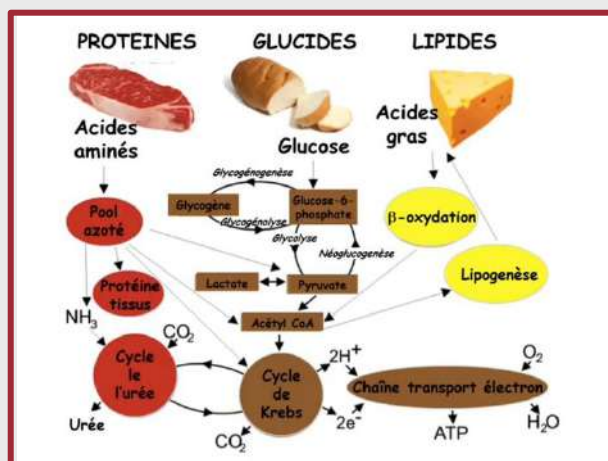 PROTEINES
GLUCIDES
LIPIDES
Acides
aminés
Glucose
Acides
gras
Glycogénogenèse
Glycogène
Glucose-6-
phosphate
Glycogénolyse
Glycolyse
Néoglucogenèse
Pool
azoté
β-oxydation
Protéine
tissus
Lactate
Pyruvate
Lipogenèse
NH3
CO2
Acétyl CoA
Cycle
le
l'urée
Cycle
de
Krebs
2H+
2e-
O2
Chaîne transport électron
Urée
CO2
ATP
H2O